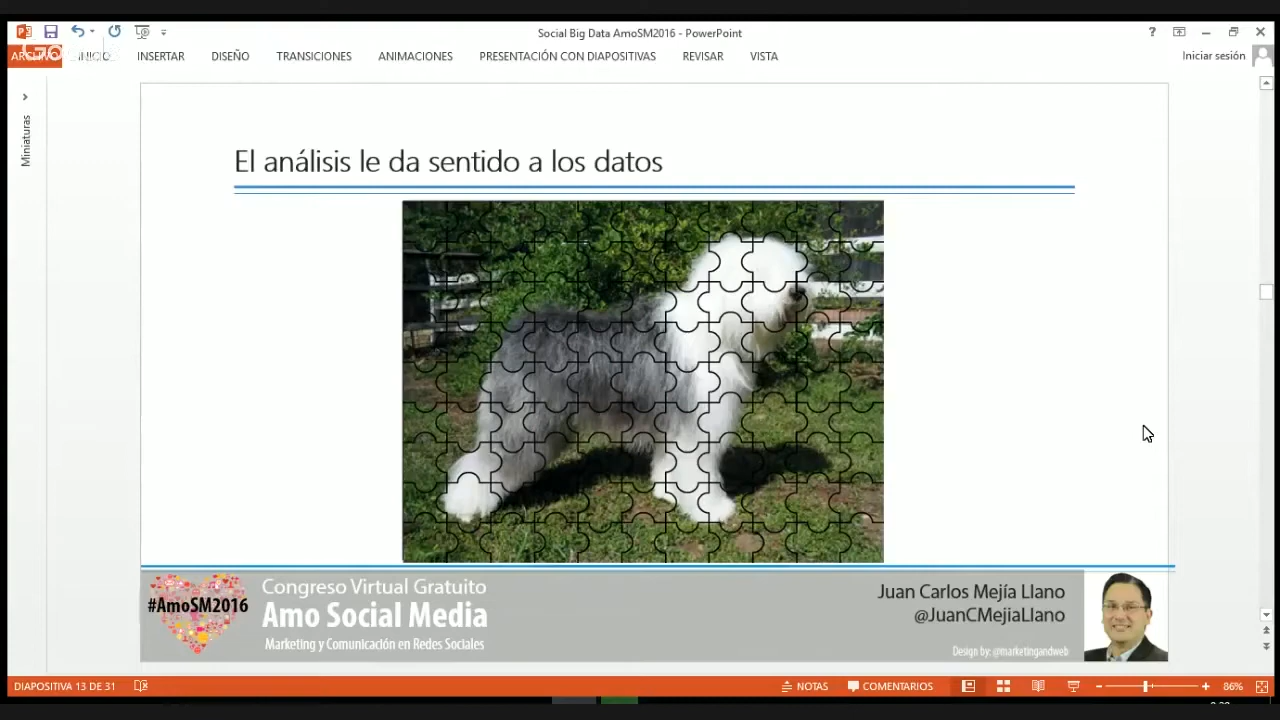 Social Big Data AmoSM2016 - PowerPoint
?
ARCHIVO
INICIO
INSERTAR
DISEÑO
TRANSICIONES
ANIMACIONES
PRESENTACIÓN CON DIAPOSITIVAS
REVISAR
VISTA
Iniciar sesión
Miniaturas
El análisis le da sentido a los datos
#AmoSM2016
Congreso Virtual Gratuito
Amo Social Media
Marketing y Comunicación en Redes Sociales
Juan Carlos Mejía Llano
@JuanCMejiaLlano
Design by: @marketingandweb
DIAPOSITIVA 13 DE 31
NOTAS
COMENTARIOS
86%